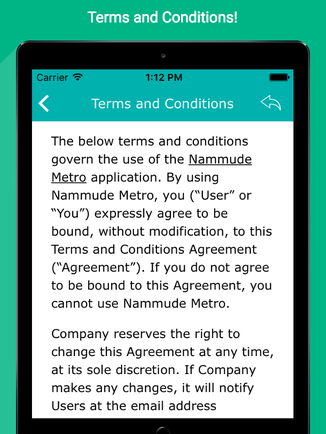 Terms and Conditions!
Carrier 1:12 PM
Terms and Conditions
The below terms and conditions
govern the use of the Nammude
Metro application. By using
Nammude Metro, you (“User” or
“You”) expressly agree to be
bound, without modification, to this
Terms and Conditions Agreement
(“Agreement”). If you do not agree
to be bound to this Agreement, you
cannot use Nammude Metro.
Company reserves the right to
change this Agreement at any time,
at its sole discretion. If Company
makes any changes, it will notify
Users at the email address